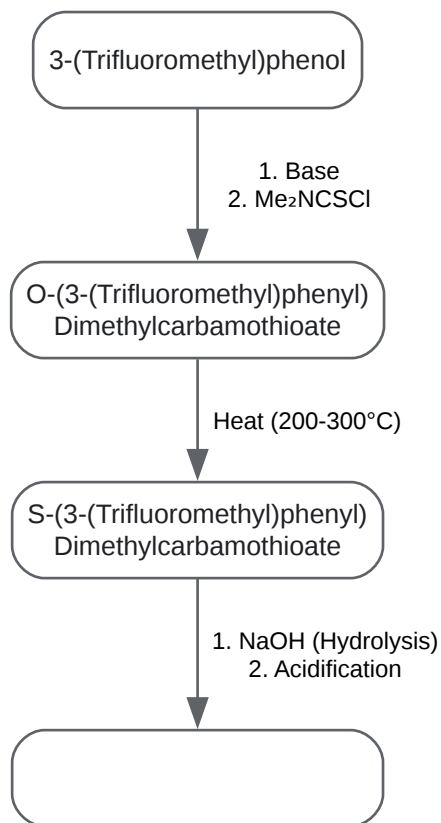 3-(Trifluoromethyl)phenol
1. Base
2. Me₂NCSCl
O-(3-(Trifluoromethyl)phenyl)
Dimethylcarbamothioate
Heat (200-300°C)
S-(3-(Trifluoromethyl)phenyl)
Dimethylcarbamothioate
1. NaOH (Hydrolysis)
2. Acidification